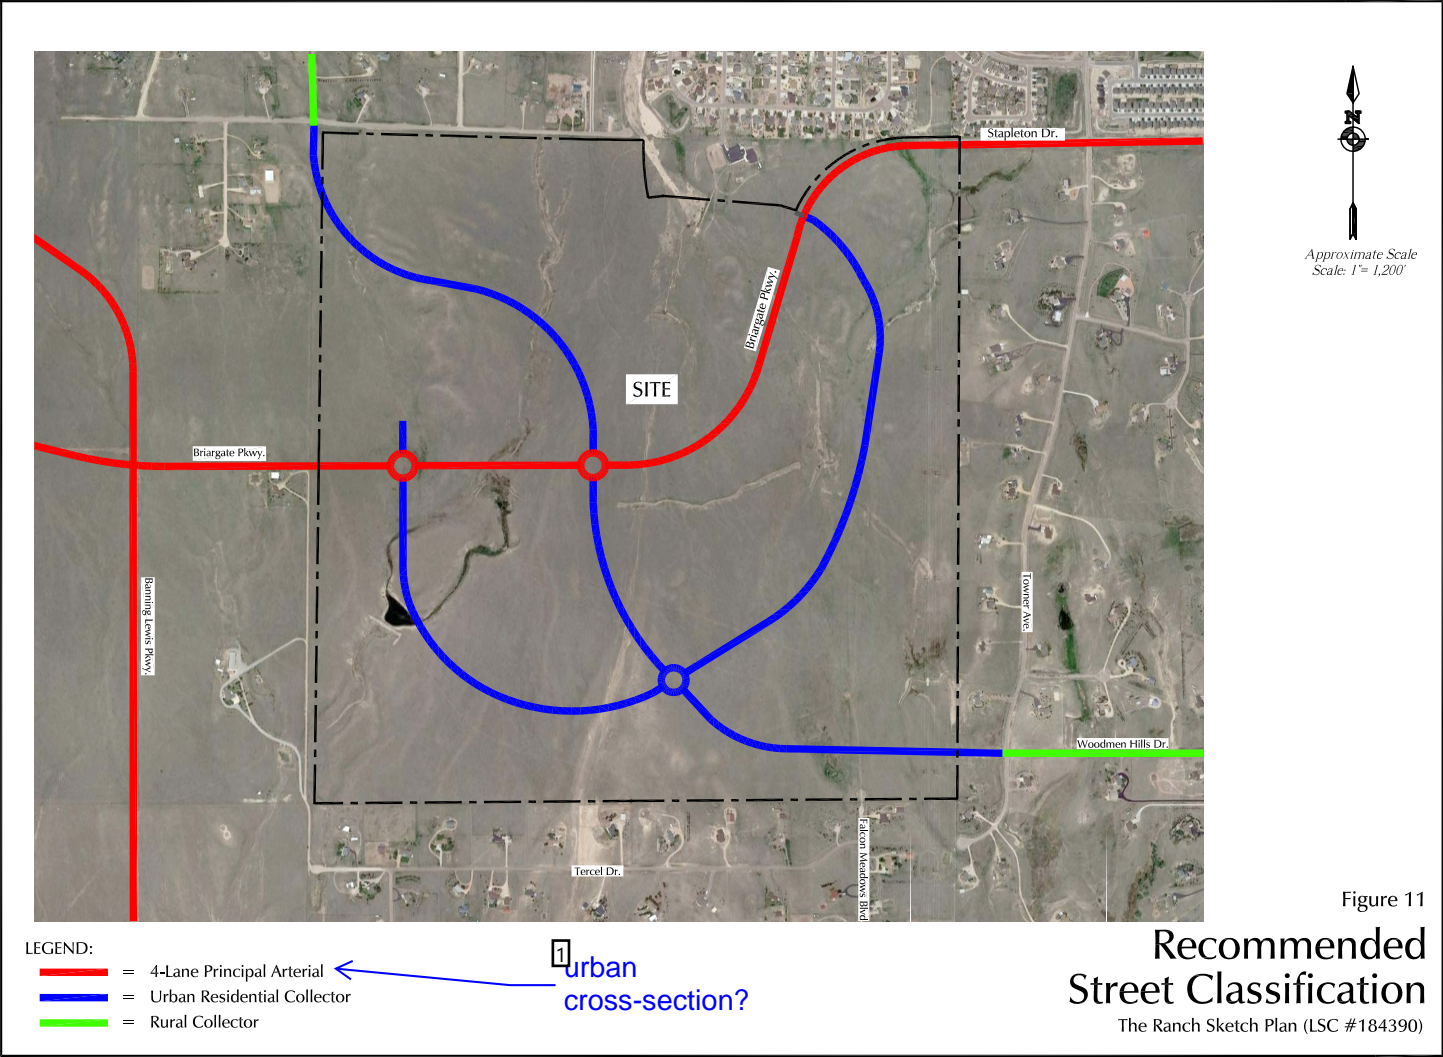 Stapleton Dr.
N
Approximate Scale
Scale: 1"= 1,200'
Briargate Pkwy.
SITE
Briargate Pkwy.
Banning Lewis Pkwy.
Towner Ave.
Woodmen Hills Dr.
Falcon Meadows Blvd
Tercel Dr.
Figure 11
Recommended
Street Classification
The Ranch Sketch Plan (LSC #184390)
LEGEND:
= 4-Lane Principal Arterial
= Urban Residential Collector
= Rural Collector
1
urban
cross-section?